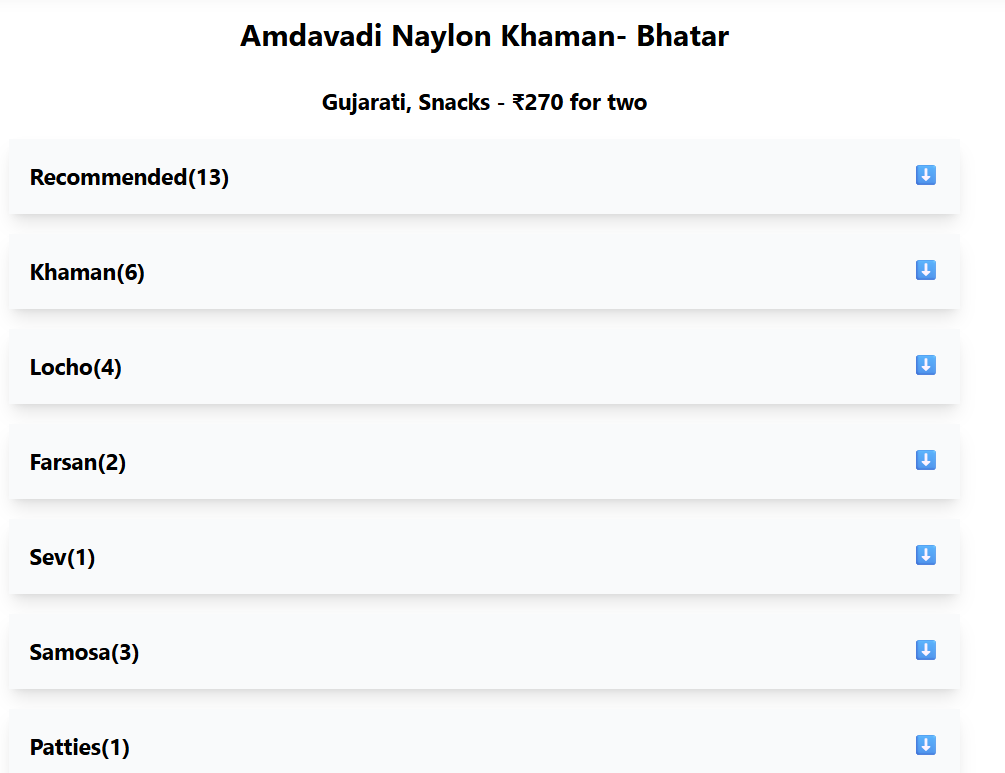 Amdavadi Naylon Khaman- Bhatar
Gujarati, Snacks - ₹270 for two
Recommended(13) ⬇️
Khaman(6) ⬇️
Locho(4) ⬇️
Farsan(2) ⬇️
Sev(1) ⬇️
Samosa(3) ⬇️
Patties(1) ⬇️